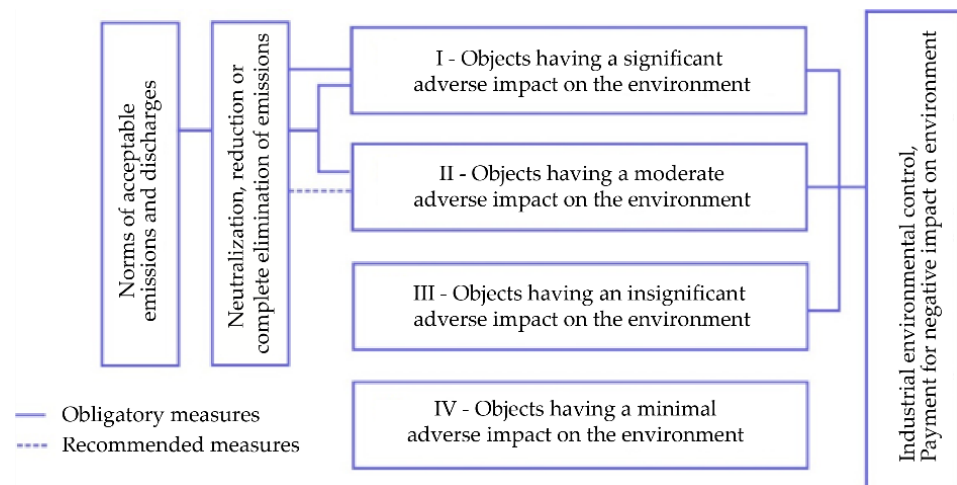 Norms of acceptable
emissions and discharges
Neutralization, reduction or
complete elimination of emissions
I - Objects having a significant
adverse impact on the environment
II - Objects having a moderate
adverse impact on the environment
III - Objects having an insignificant
adverse impact on the environment
IV - Objects having a minimal
adverse impact on the environment
Industrial environmental control,
Payment for negative impact on environment
Obligatory measures
Recommended measures